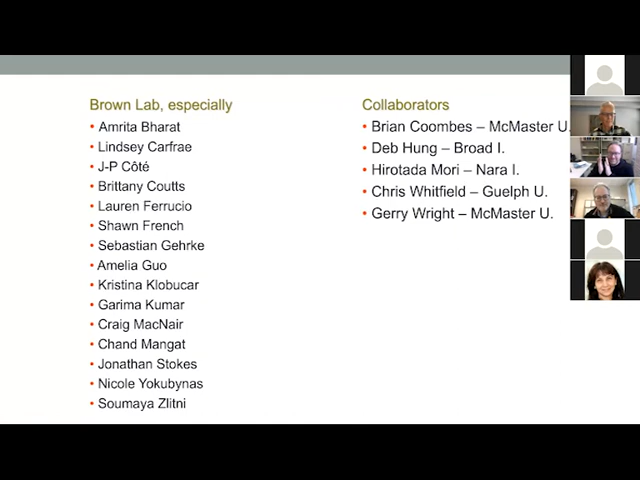 Brown Lab, especially
• Amrita Bharat
• Lindsey Carfrae
• J-P Côté
• Brittany Coutts
• Lauren Ferrucio
• Shawn French
• Sebastian Gehrke
• Amelia Guo
• Kristina Klobucar
• Garima Kumar
• Craig MacNair
• Chand Mangat
• Jonathan Stokes
• Nicole Yokubynas
• Soumaya Zlitni
Collaborators
• Brian Coombes – McMaster U.
• Deb Hung – Broad I.
• Hirotada Mori – Nara I.
• Chris Whitfield – Guelph U.
• Gerry Wright – McMaster U.